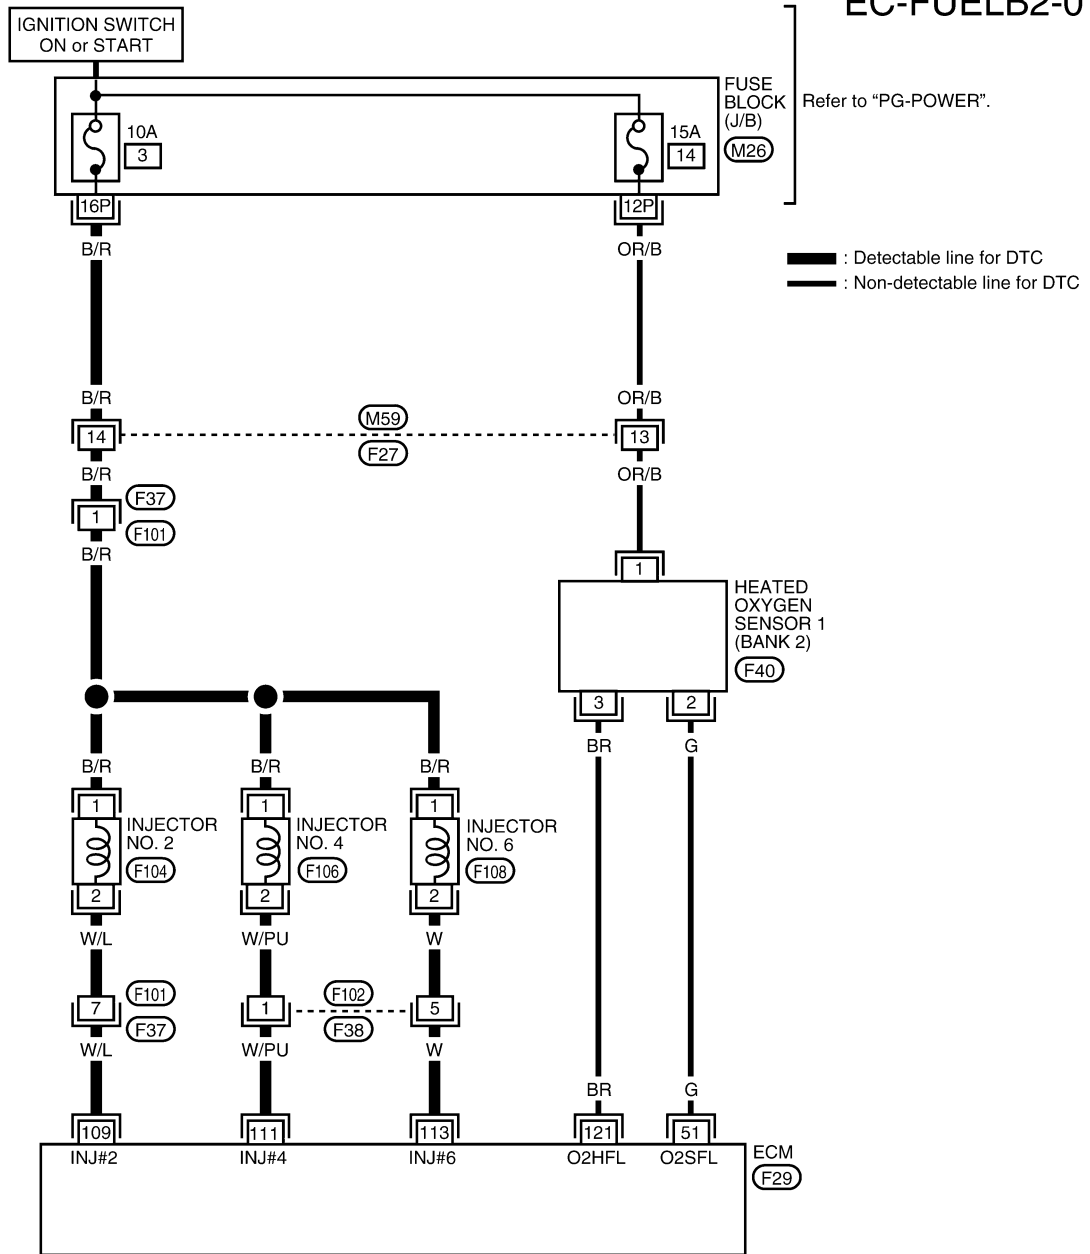 EC-FUELB2-0
IGNITION SWITCH
ON or START
FUSE
BLOCK
(J/B)
M26
Refer to “PG-POWER”.
10A
3
15A
14
16P
12P
B/R
OR/B
: Detectable line for DTC
: Non-detectable line for DTC
B/R
OR/B
M59
14
13
F27
B/R
OR/B
F37
1
F101
B/R
1
HEATED
OXYGEN
SENSOR 1
(BANK 2)
F40
3
2
BR
G
B/R
B/R
B/R
1
1
1
INJECTOR
NO. 2
F104
INJECTOR
NO. 4
F106
INJECTOR
NO. 6
F108
2
2
2
W/L
W/PU
W
7
F101
F37
1
F102
F38
5
W/L
W/PU
W
BR
G
109
111
113
121
51
INJ#2
INJ#4
INJ#6
O2HFL
O2SFL
ECM
F29